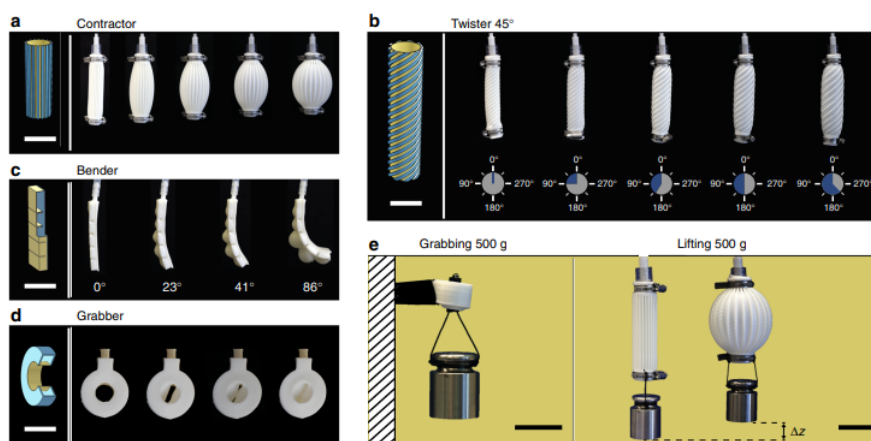 a Contractor
b Twister 45°
c Bender
0° 23° 41° 86°
d Grabber
0° 0° 0° 0° 0°
90° 270° 90° 270° 90° 270° 90° 270° 90° 270°
180° 180° 180° 180° 180°
e
Grabbing 500 g Lifting 500 g
Δz